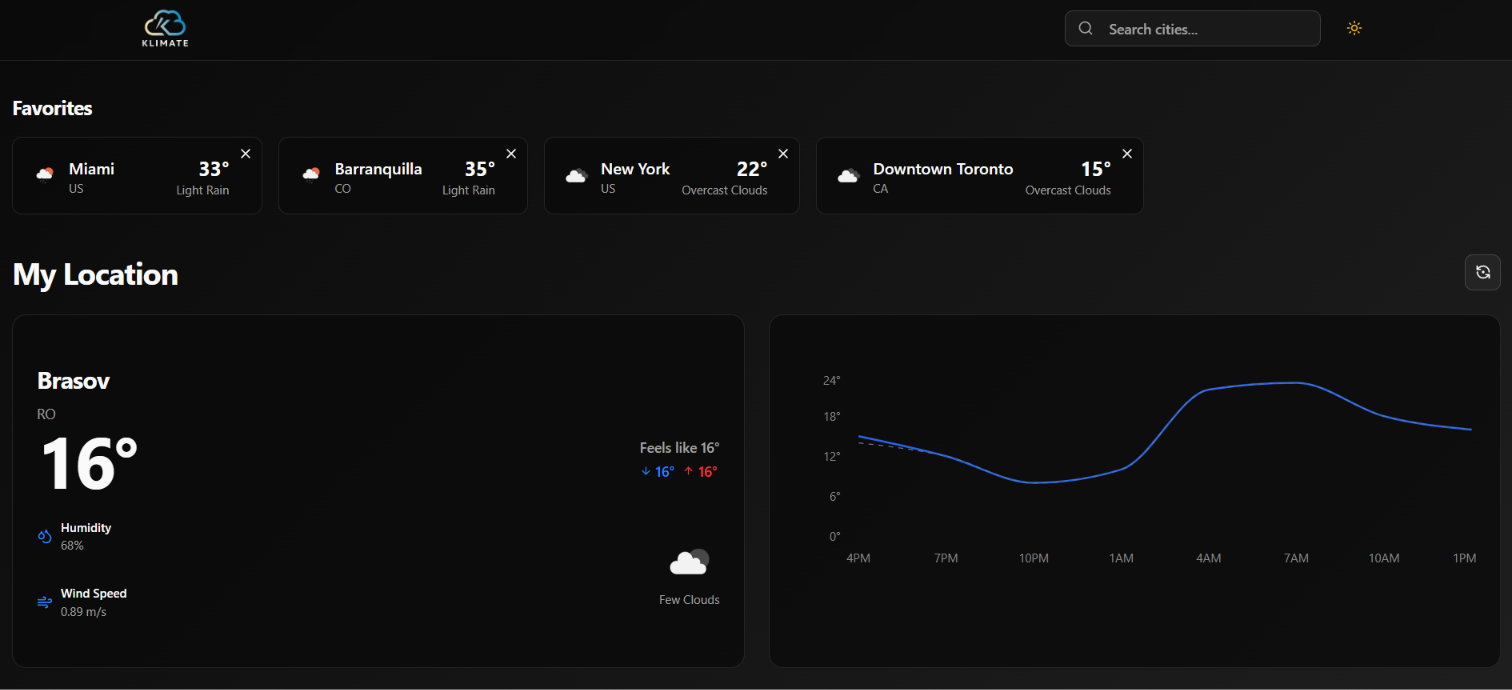 KLIMATE
Search cities...
Favorites
Miami
US
33°
Light Rain
Barranquilla
CO
35°
Light Rain
New York
US
22°
Overcast Clouds
Downtown Toronto
CA
15°
Overcast Clouds
My Location
Brasov
RO
16°
Feels like 16°
↓ 16° ↑ 16°
Humidity
68%
Wind Speed
0.89 m/s
Few Clouds
24°
18°
12°
6°
0°
4PM 7PM 10PM 1AM 4AM 7AM 10AM 1PM